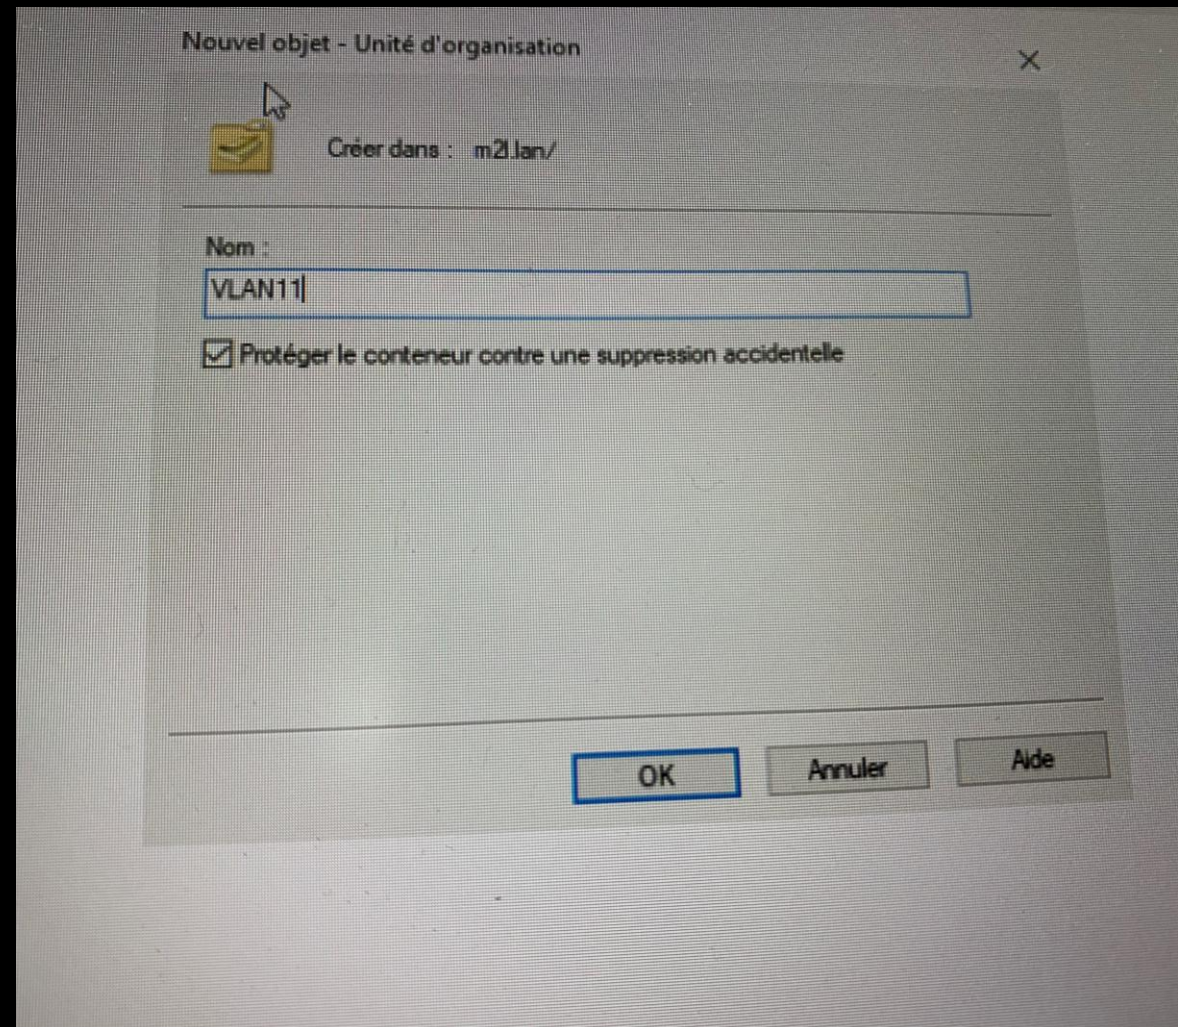 Nouvel objet - Unité d'organisation
Créer dans : m2l.lan/
Nom :
VLAN11
Protéger le conteneur contre une suppression accidentelle
OK Annuler Aide